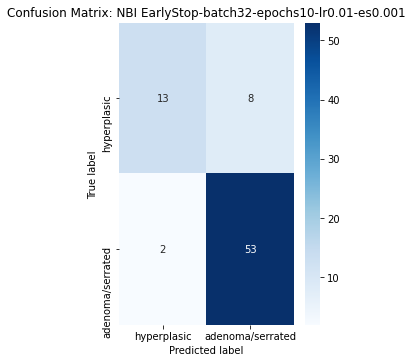 Confusion Matrix: NBI EarlyStop-batch32-epochs10-lr0.01-es0.001
50
13
8
hyperplasic
40
True label
30
2
53
adenoma/serrated
20
10
hyperplasic
adenoma/serrated
Predicted label